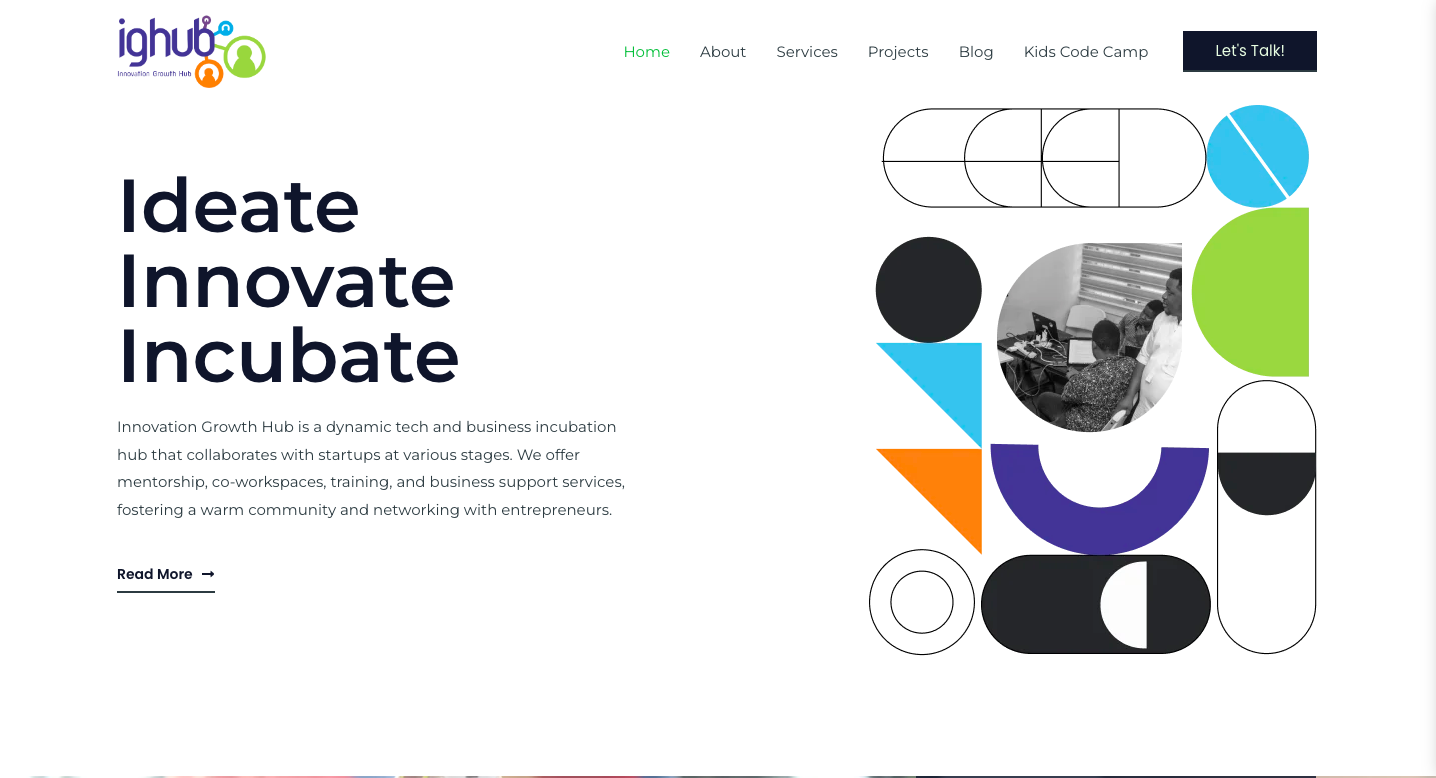 ighub
Innovation Growth Hub
Home About Services Projects Blog Kids Code Camp Let's Talk!
Ideate
Innovate
Incubate
Innovation Growth Hub is a dynamic tech and business incubation
hub that collaborates with startups at various stages. We offer
mentorship, co-workspaces, training, and business support services,
fostering a warm community and networking with entrepreneurs.
Read More